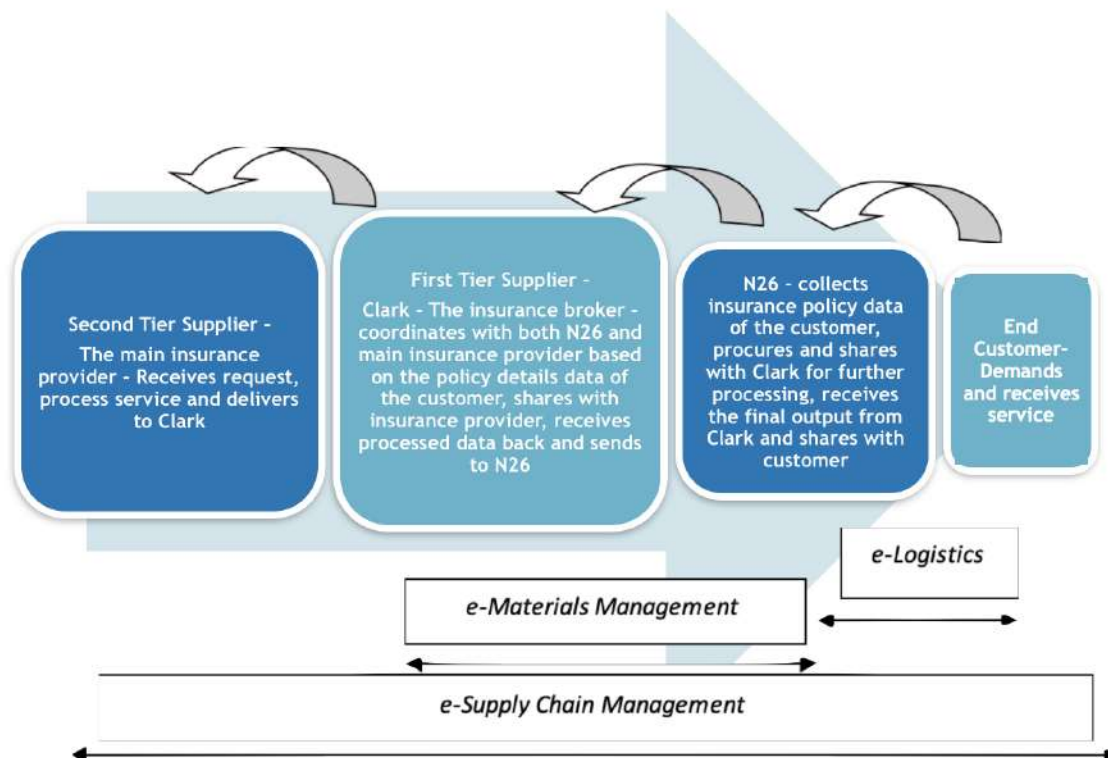 Second Tier Supplier -
The main insurance
provider - Receives request,
process service and delivers
to Clark
First Tier Supplier -
Clark - The insurance broker -
coordinates with both N26 and
main insurance provider based
on the policy details data of
the customer, shares with
insurance provider, receives
processed data back and sends
to N26
N26 - collects
insurance policy data
of the customer,
procures and shares
with Clark for further
processing, receives
the final output from
Clark and shares with
customer
End
Customer-
Demands
and receives
service
e-Logistics
e-Materials Management
e-Supply Chain Management